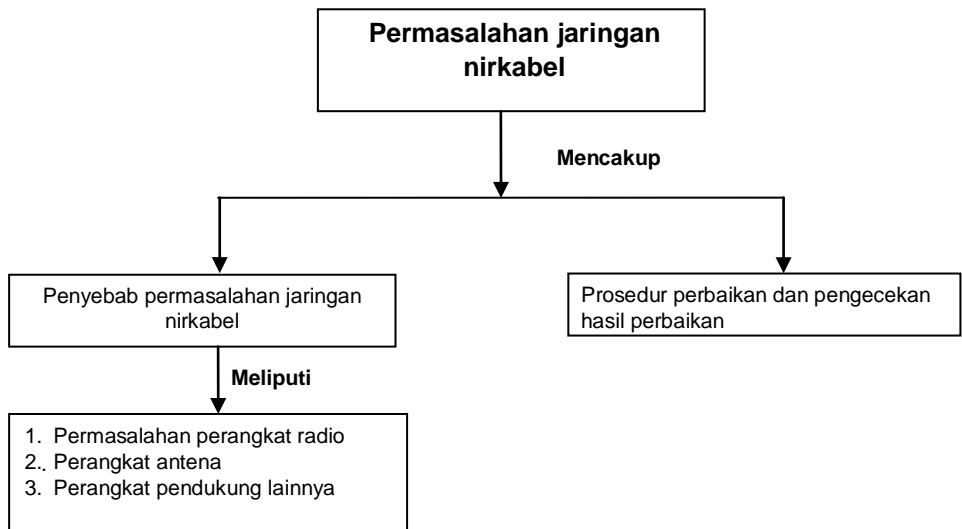 Permasalahan jaringan
nirkabel
Mencakup
Penyebab permasalahan jaringan
nirkabel
Prosedur perbaikan dan pengecekan
hasil perbaikan
Meliputi
1. Permasalahan perangkat radio
2.. Perangkat antena
3. Perangkat pendukung lainnya